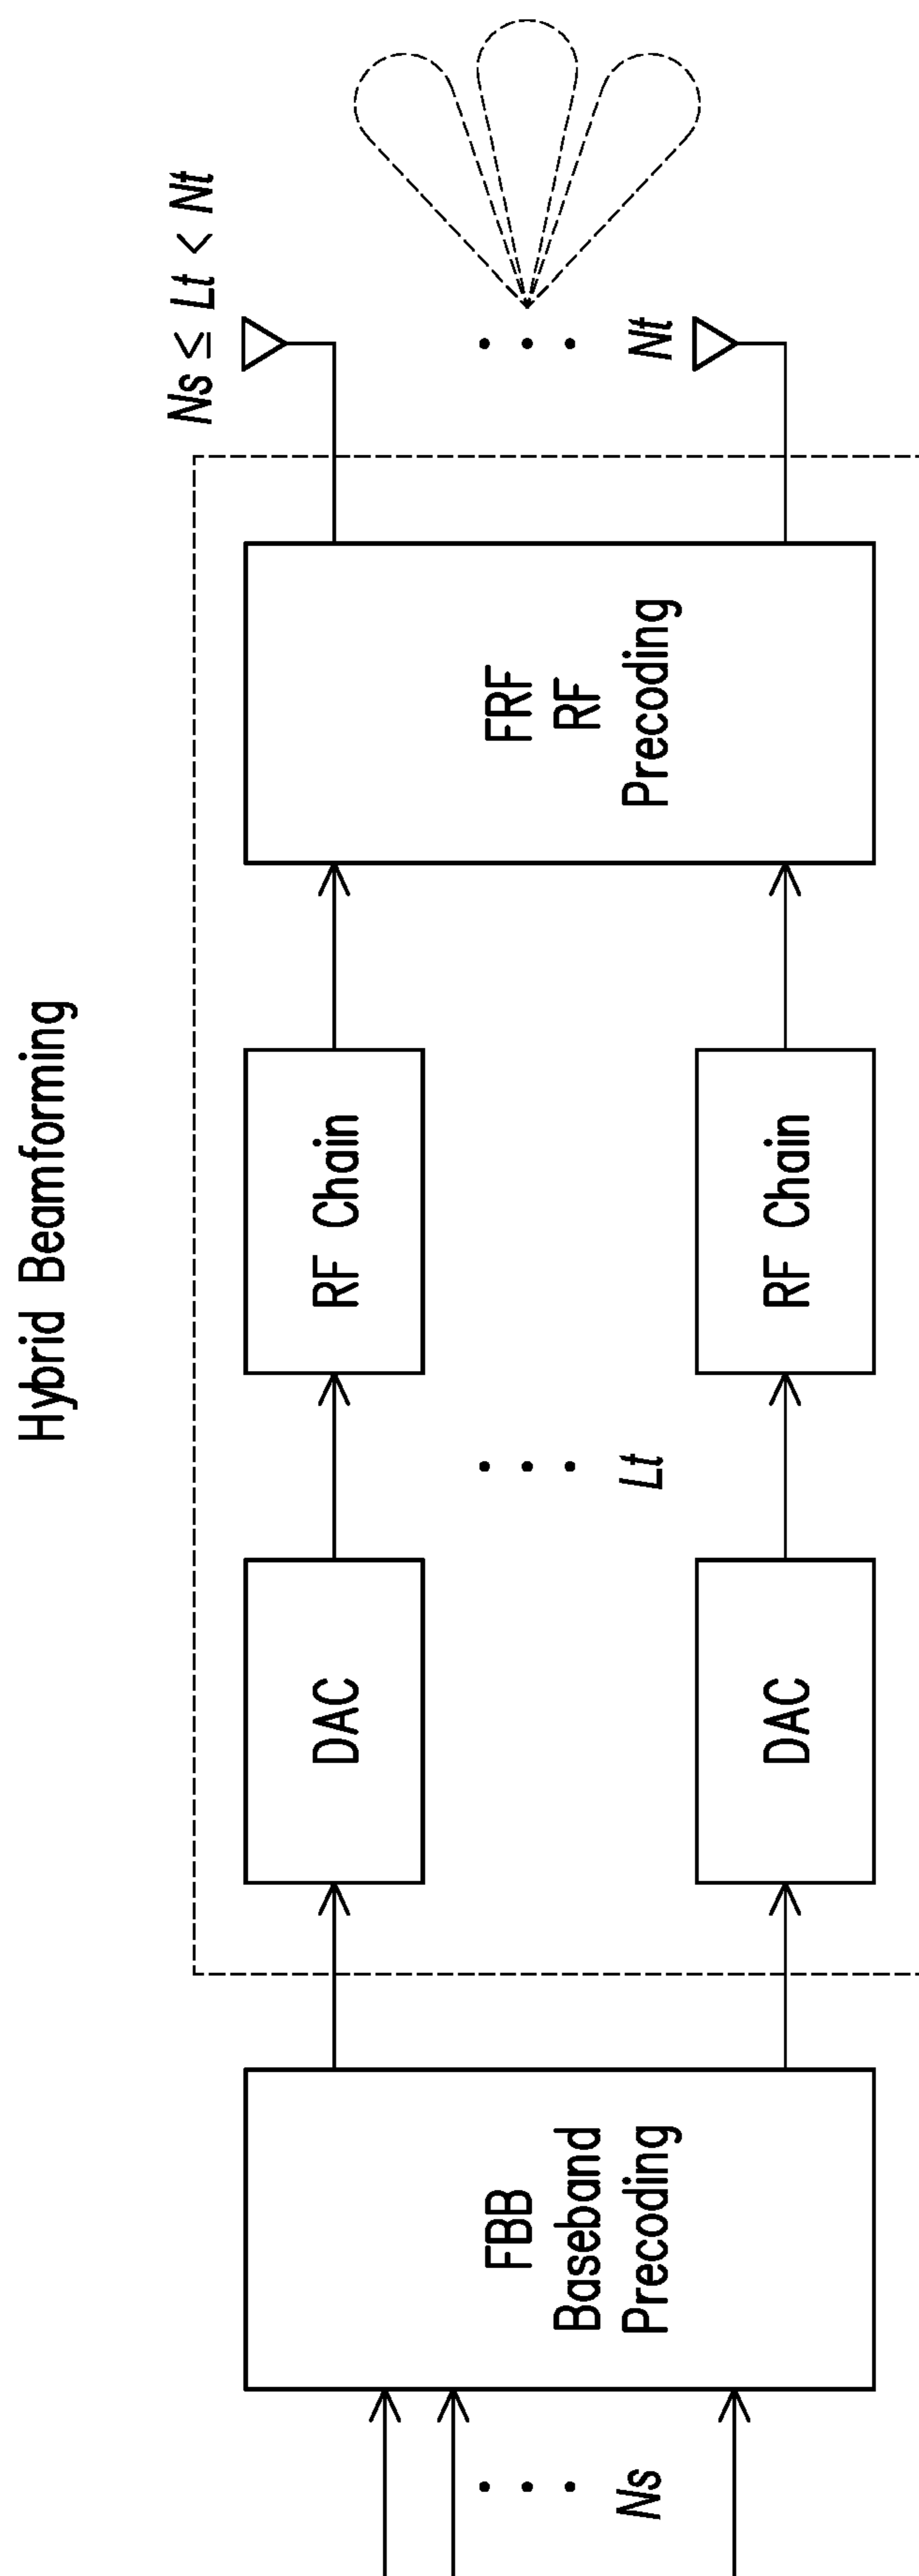 Hybrid Beamforming
Ns ≤ Lt < Nt
Ns
FBB
Baseband
Precoding
DAC
DAC
Lt
RF Chain
RF Chain
FRF
RF
Precoding
Nt